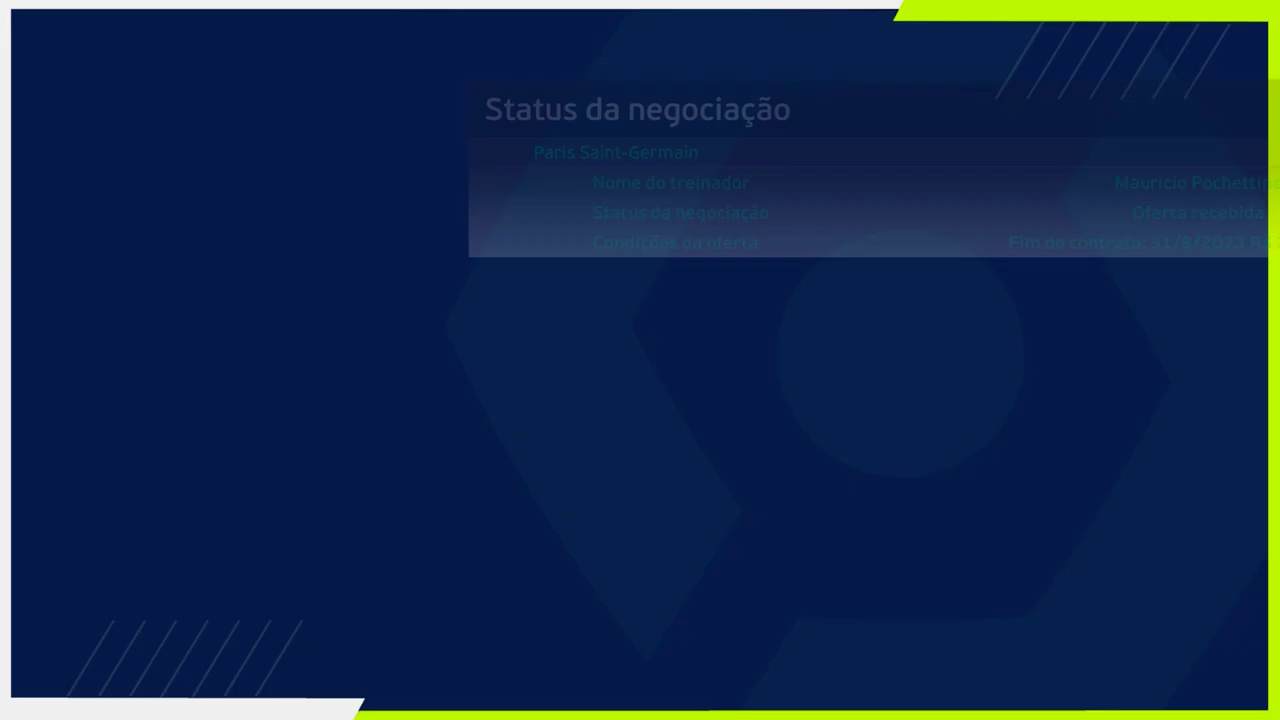 Status da negociação
Paris Saint-Germain
Nome do treinador Mauricio Pochettino
Status da negociação Oferta recebida
Condições da oferta Fim do contrato: 31/8/2023 R$